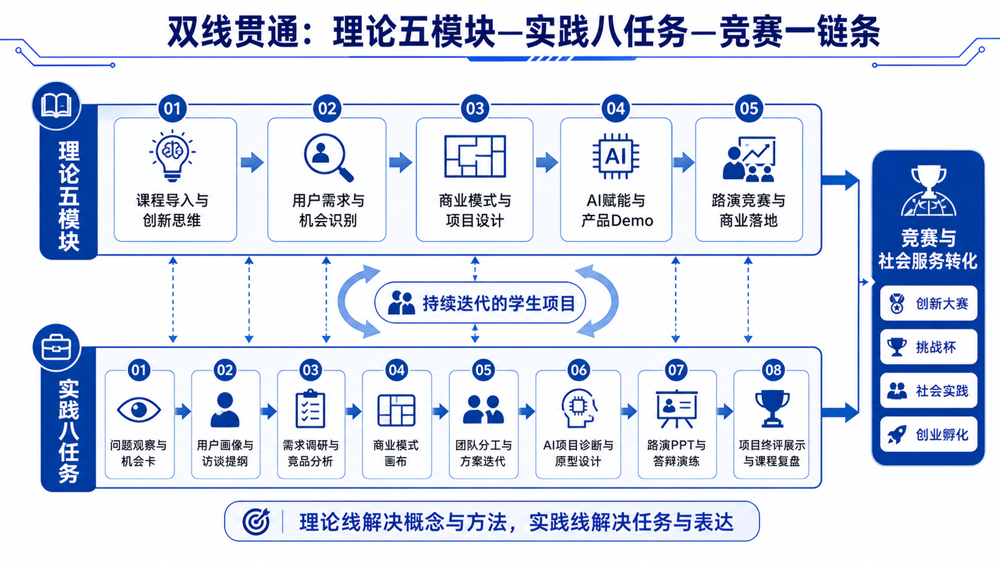 双线贯通：理论五模块—实践八任务—竞赛一链条
理论五模块
01
课程导入与
创新思维
02
用户需求与
机会识别
03
商业模式与
项目设计
04
AI
AI赋能与
产品Demo
05
路演竞赛与
商业落地
持续迭代的学生项目
实践八任务
01
问题观察与
机会卡
02
用户画像与
访谈提纲
03
需求调研与
竞品分析
04
商业模式
画布
05
团队分工与
方案迭代
06
AI项目诊断与
原型设计
07
路演PPT与
答辩演练
08
项目终评展示
与课程复盘
竞赛与
社会服务转化
创新大赛
挑战杯
社会实践
创业孵化
理论线解决概念与方法，实践线解决任务与表达